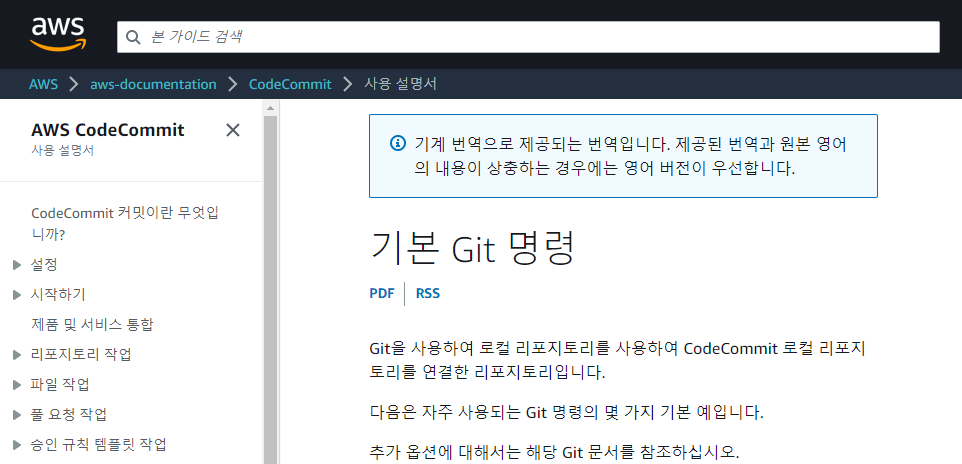 aws
본 가이드 검색
AWS > aws-documentation > CodeCommit > 사용 설명서
AWS CodeCommit
사용 설명서
CodeCommit 커밋이란 무엇입
니까?
설정
시작하기
제품 및 서비스 통합
리포지토리 작업
파일 작업
풀 요청 작업
승인 규칙 템플릿 작업
기계 번역으로 제공되는 번역입니다. 제공된 번역과 원본 영어
의 내용이 상충하는 경우에는 영어 버전이 우선합니다.
기본 Git 명령
PDF | RSS
Git을 사용하여 로컬 리포지토리를 사용하여 CodeCommit 로컬 리포지
토리를 연결한 리포지토리입니다.
다음은 자주 사용되는 Git 명령의 몇 가지 기본 예입니다.
추가 옵션에 대해서는 해당 Git 문서를 참조하십시오.